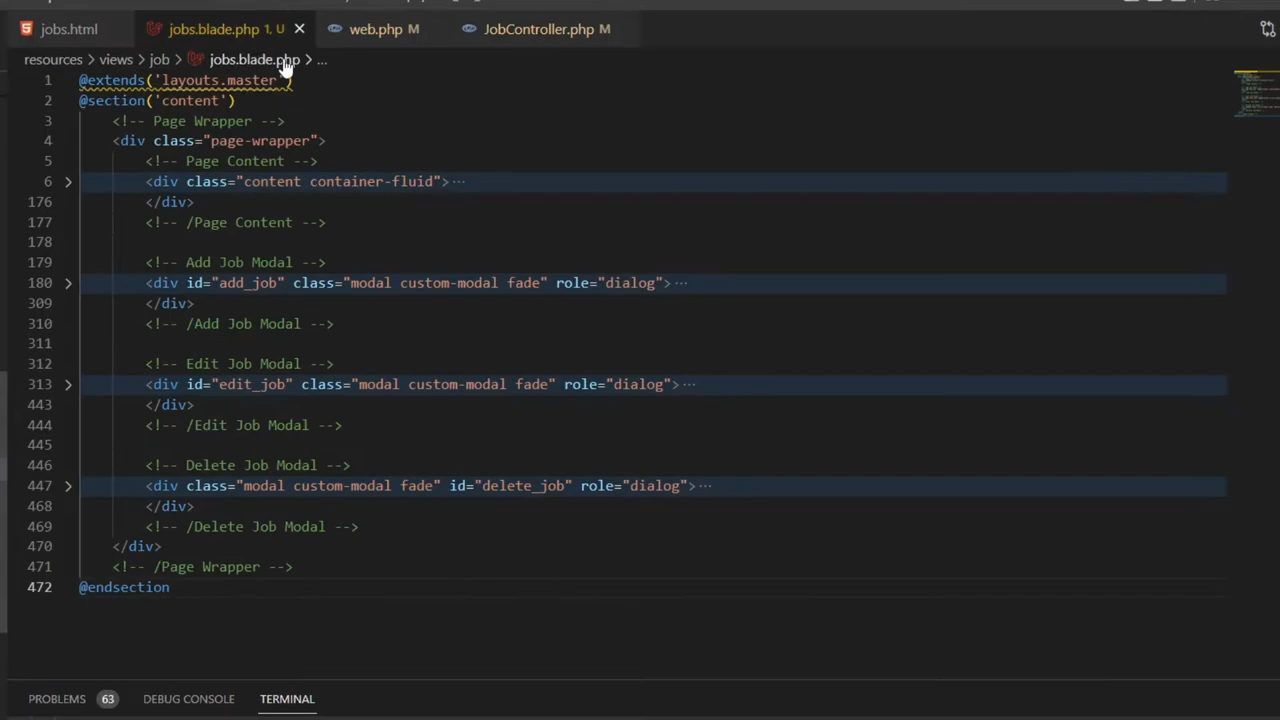 jobs.html jobs.blade.php 1, U web.php M JobController.php M
resources > views > job > jobs.blade.php > ...
1 @extends('layouts.master')
2 @section('content')
3 <!-- Page Wrapper -->
4 <div class="page-wrapper">
5 <!-- Page Content -->
6 <div class="content container-fluid">...
176 </div>
177 <!-- /Page Content -->
178
179 <!-- Add Job Modal -->
180 <div id="add_job" class="modal custom-modal fade" role="dialog">...
309 </div>
310 <!-- /Add Job Modal -->
311
312 <!-- Edit Job Modal -->
313 <div id="edit_job" class="modal custom-modal fade" role="dialog">...
443 </div>
444 <!-- /Edit Job Modal -->
445
446 <!-- Delete Job Modal -->
447 <div class="modal custom-modal fade" id="delete_job" role="dialog">...
468 </div>
469 <!-- /Delete Job Modal -->
470 </div>
471 <!-- /Page Wrapper -->
472 @endsection
PROBLEMS 63 DEBUG CONSOLE TERMINAL